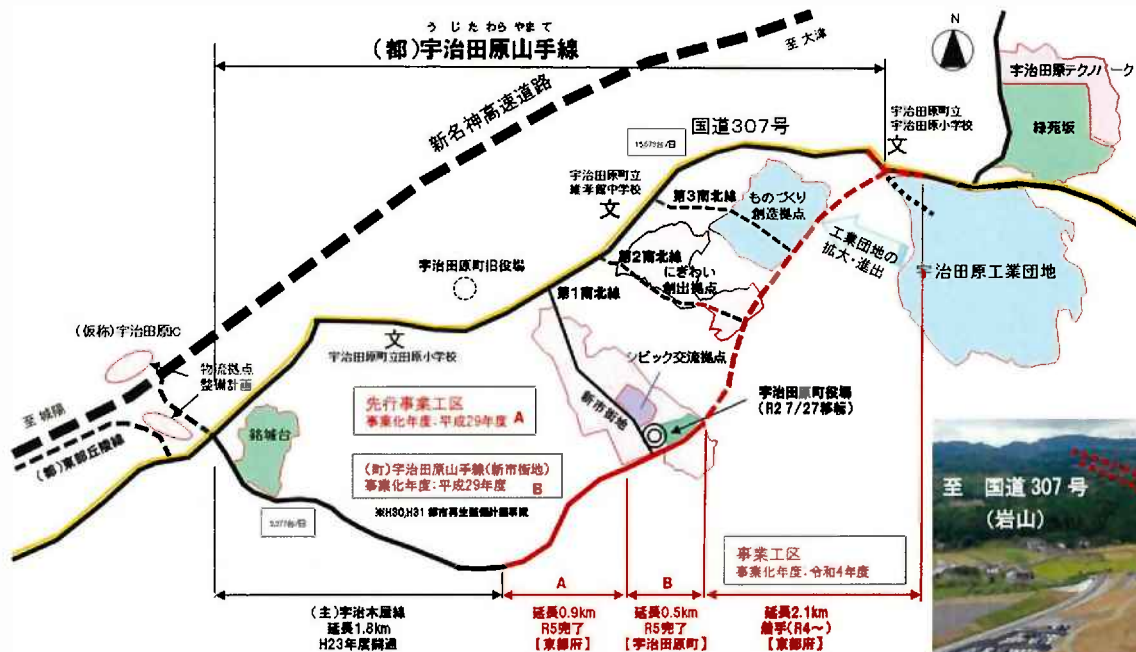 うじたわらやまて
(都)宇治田原山手線
至 大津
N
宇治田原テクノパーク
緑苑坂
新名神高速道路
国道307号
宇治田原町立
宇治田原小学校
文
宇治田原町立
維孝館中学校
文
第3南北線
ものづくり
創造拠点
工業団地の
拡大・進出
宇治田原工業団地
第2南北線
にぎわい
創出拠点
宇治田原町旧役場
第1南北線
(仮称)宇治田原IC
物流拠点
整備計画
文
宇治田原町立田原小学校
シビック交流拠点
至 城陽
(都)東部丘陵線
銘城台
先行事業工区
事業化年度:平成29年度 A
新市街地
宇治田原町役場
(R2 7/27移転)
(町)宇治田原山手線(新市街地)
事業化年度:平成29年度 B
※H30,H31 都市再生整備計画事業
至 国道307号
(岩山)
事業工区
事業化年度:令和4年度
A
B
(主)宇治木屋線
延長1.8km
H23年度開通
延長0.9km
R5完了
【京都府】
延長0.5km
R5完了
【宇治田原町】
延長2.1km
着手(R4~)
【京都府】